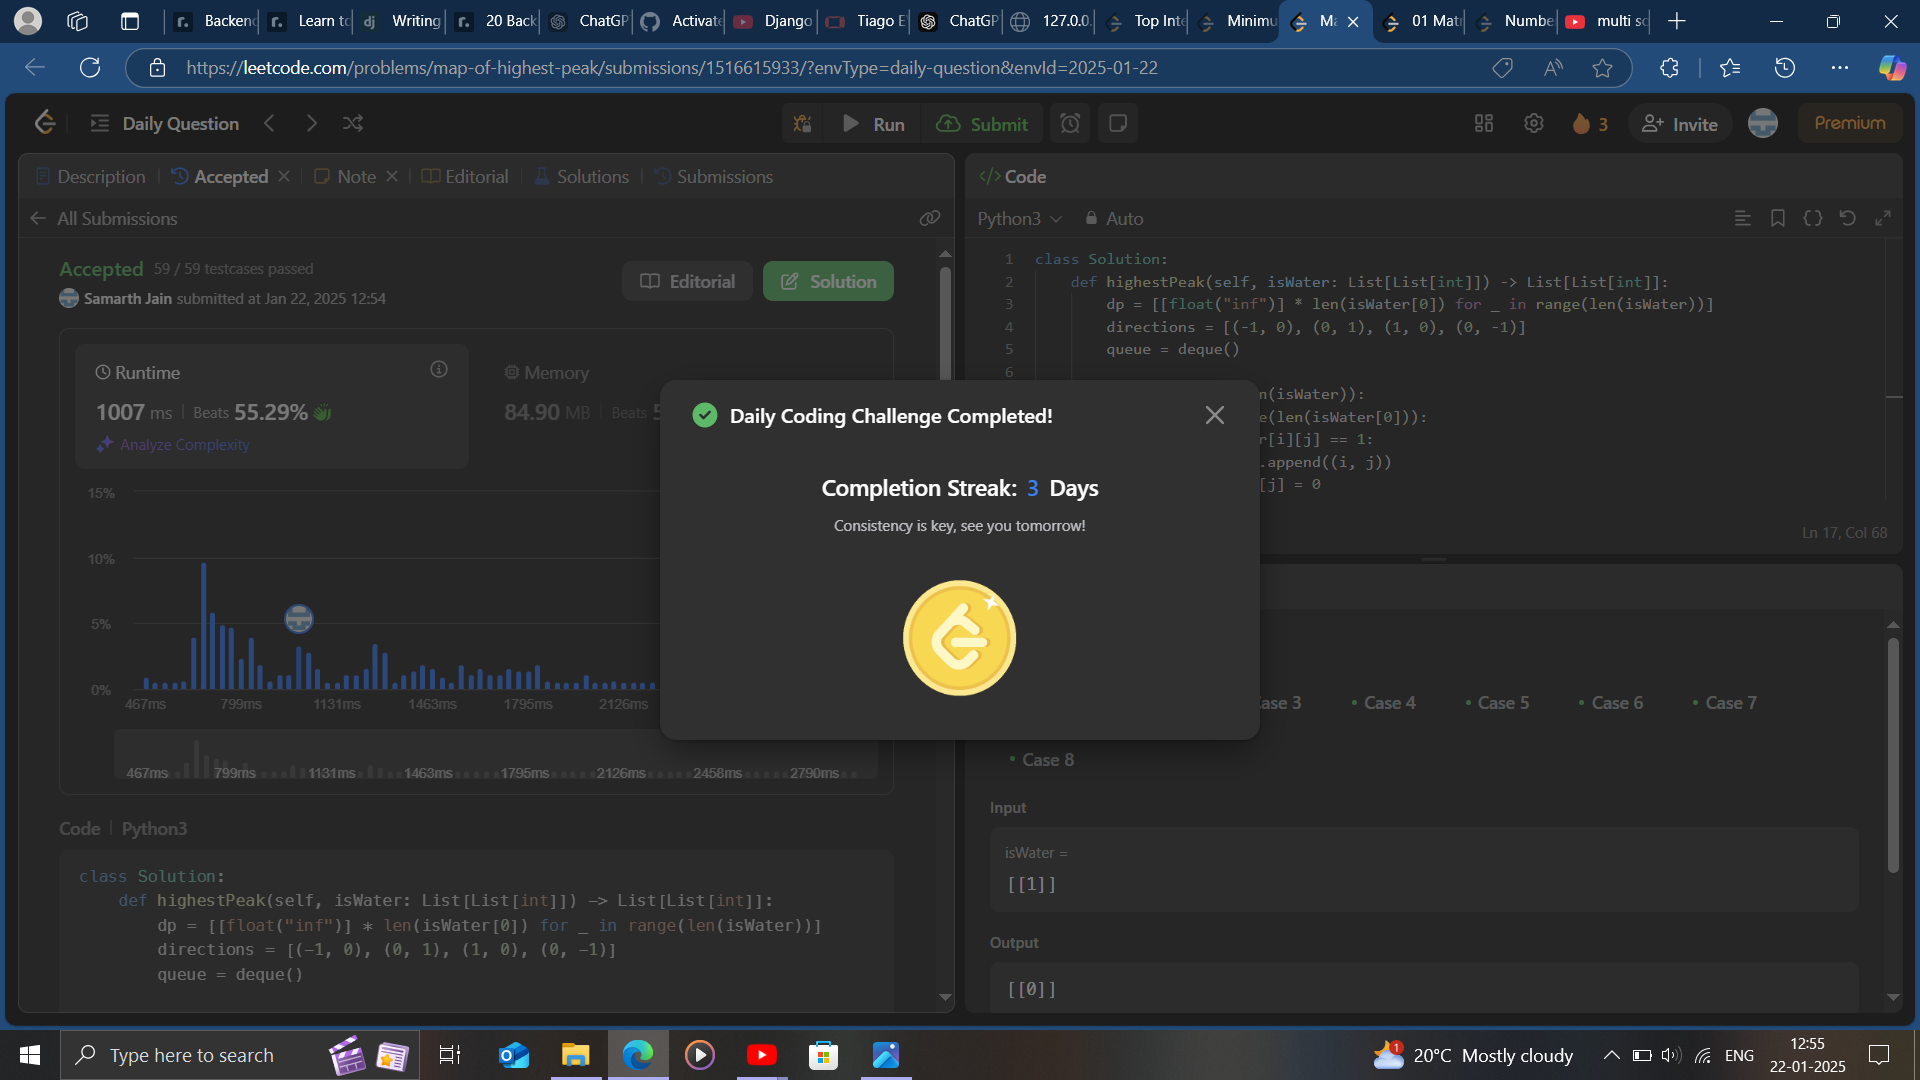 Backend
Learn to
Writing
20 Back
ChatGP
Activate
Django
Tiago E
ChatGP
127.0.0.
Top Inte
Minimu
Ma
01 Mat
Numbe
multi so
https://leetcode.com/problems/map-of-highest-peak/submissions/1516615933/?envType=daily-question&envId=2025-01-22
Daily Question
Run
Submit
3
Invite
Premium
Description
Accepted
Note
Editorial
Solutions
Submissions
All Submissions
Accepted 59 / 59 testcases passed
Samarth Jain submitted at Jan 22, 2025 12:54
Editorial
Solution
Runtime
1007 ms | Beats 55.29%
Analyze Complexity
Memory
84.90 MB | Beats 5
15%
10%
5%
0%
467ms 799ms 1131ms 1463ms 1795ms 2126ms
467ms 799ms 1131ms 1463ms 1795ms 2126ms 2458ms 2790ms
Code | Python3
class Solution:
def highestPeak(self, isWater: List[List[int]]) -> List[List[int]]:
dp = [[float("inf")] * len(isWater[0]) for _ in range(len(isWater))]
directions = [(-1, 0), (0, 1), (1, 0), (0, -1)]
queue = deque()
Daily Coding Challenge Completed!
Completion Streak: 3 Days
Consistency is key, see you tomorrow!
</> Code
Python3
Auto
1 class Solution:
2 def highestPeak(self, isWater: List[List[int]]) -> List[List[int]]:
3 dp = [[float("inf")] * len(isWater[0]) for _ in range(len(isWater))]
4 directions = [(-1, 0), (0, 1), (1, 0), (0, -1)]
5 queue = deque()
6
n(isWater)):
e(len(isWater[0])):
r[i][j] == 1:
.append((i, j))
[j] = 0
Ln 17, Col 68
ase 3
Case 4
Case 5
Case 6
Case 7
Case 8
Input
isWater =
[[1]]
Output
[[0]]
Type here to search
1
20°C Mostly cloudy
ENG
12:55
22-01-2025